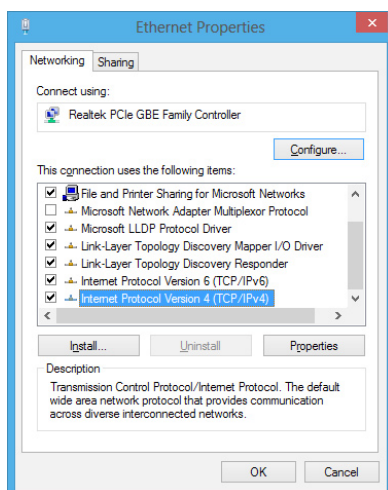 Ethernet Properties
Networking
Sharing
Connect using:
Realtek PCIe GBE Family Controller
Configure...
This connection uses the following items:
File and Printer Sharing for Microsoft Networks
Microsoft Network Adapter Multiplexor Protocol
Microsoft LLDP Protocol Driver
Link-Layer Topology Discovery Mapper I/O Driver
Link-Layer Topology Discovery Responder
Internet Protocol Version 6 (TCP/IPv6)
Internet Protocol Version 4 (TCP/IPv4)
Install...
Uninstall
Properties
Description
Transmission Control Protocol/Internet Protocol. The default
wide area network protocol that provides communication
across diverse interconnected networks.
OK
Cancel